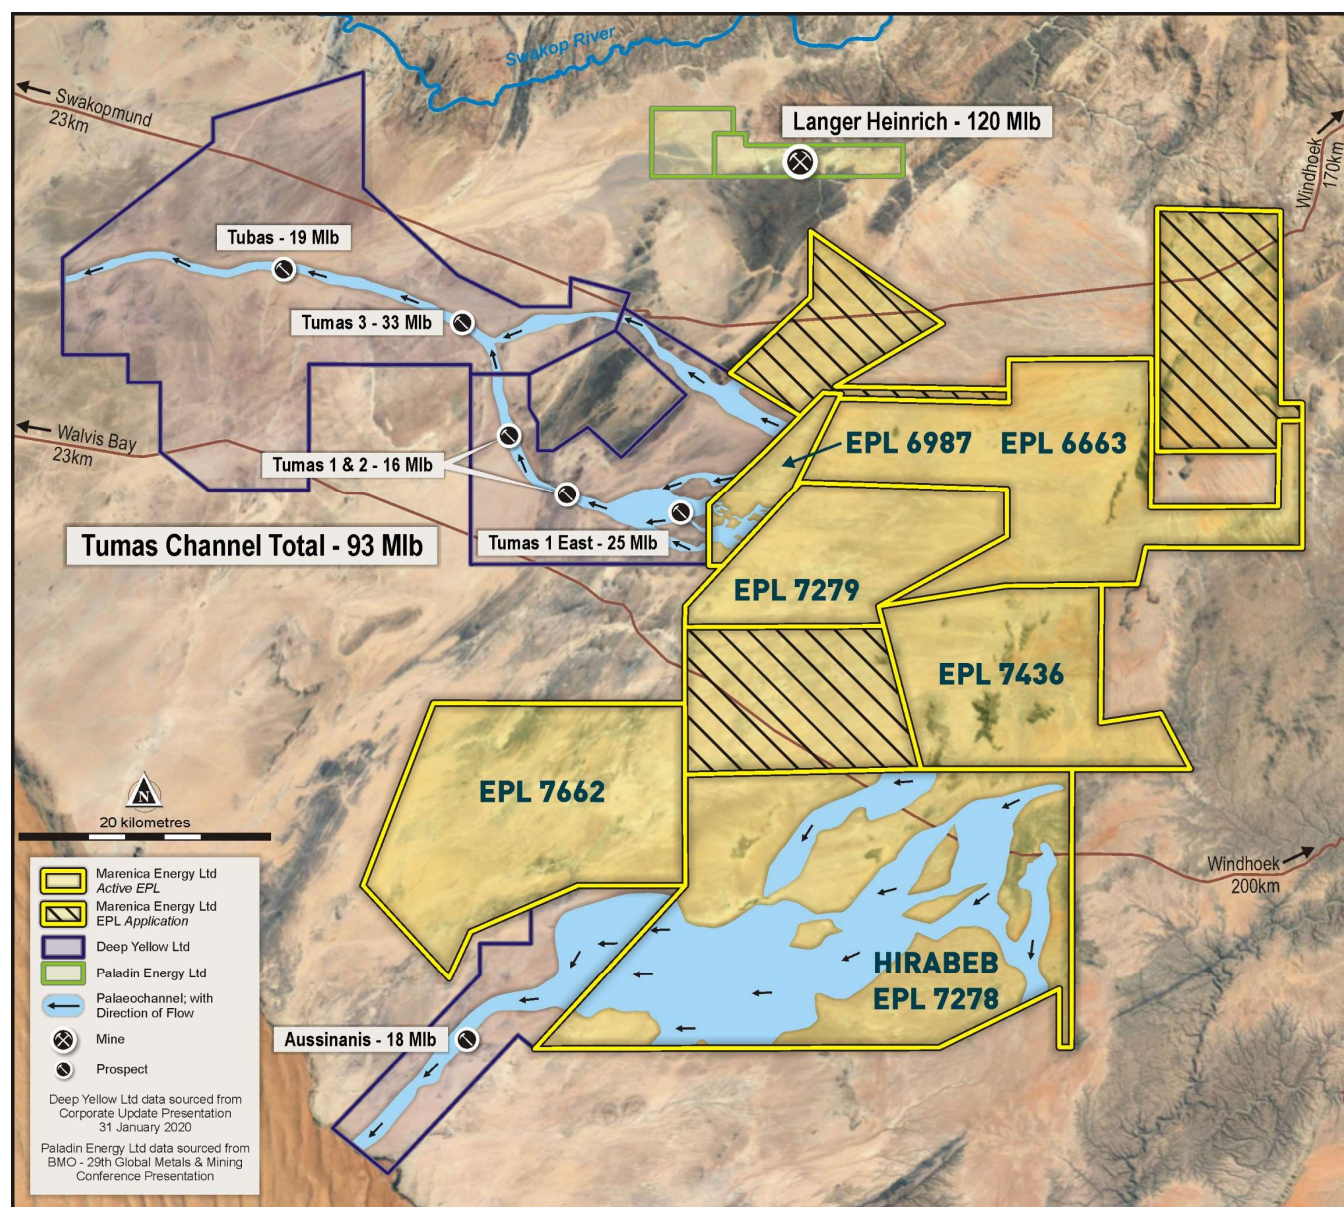 Swakop River
Swakopmund
23km
Langer Heinrich - 120 Mlb
Windhoek
170km
Tubas - 19 Mlb
Tumas 3 - 33 Mlb
EPL 6987
EPL 6663
Walvis Bay
23km
Tumas 1 & 2 - 16 Mlb
Tumas Channel Total - 93 Mlb
Tumas 1 East - 25 Mlb
EPL 7279
EPL 7436
EPL 7662
N
20 kilometres
Windhoek
200km
HIRABEB
EPL 7278
Aussinanis - 18 Mlb
Marenica Energy Ltd
Active EPL
Marenica Energy Ltd
EPL Application
Deep Yellow Ltd
Paladin Energy Ltd
Palaeochannel; with
Direction of Flow
Mine
Prospect
Deep Yellow Ltd data sourced from
Corporate Update Presentation
31 January 2020
Paladin Energy Ltd data sourced from
BMO - 29th Global Metals & Mining
Conference Presentation